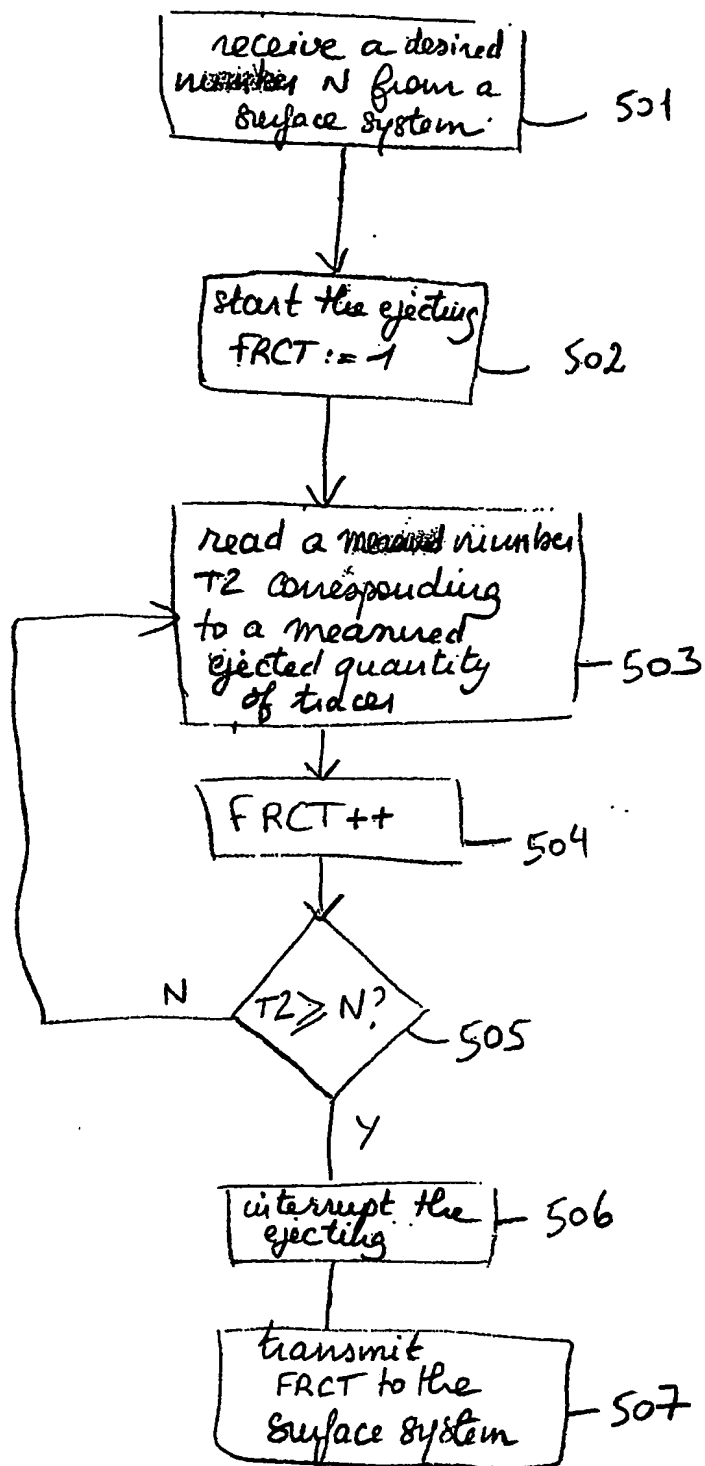 receive a desired
number N from a
surface system
501
start the ejecting
FRCT := -1
502
read a number
T2 corresponding
to a measured
ejected quantity
of tracer
503
FRCT++
504
T2 ≥ N?
505
N
Y
interrupt the
ejecting
506
transmit
FRCT to the
surface system
507